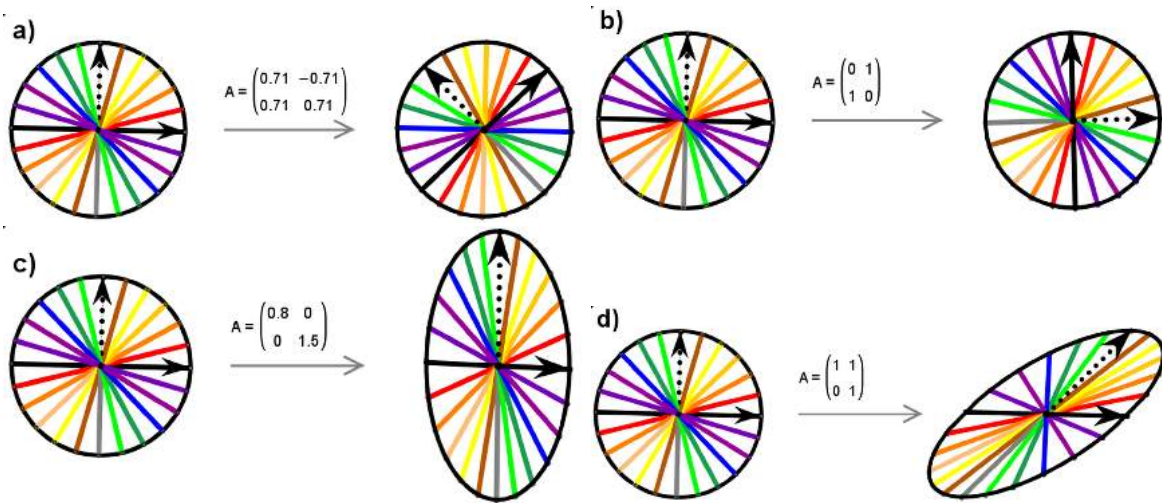 a)
A = (0.71 −0.71
0.71 0.71)
b)
A = (0 1
1 0)
c)
A = (0.8 0
0 1.5)
d)
A = (1 1
0 1)